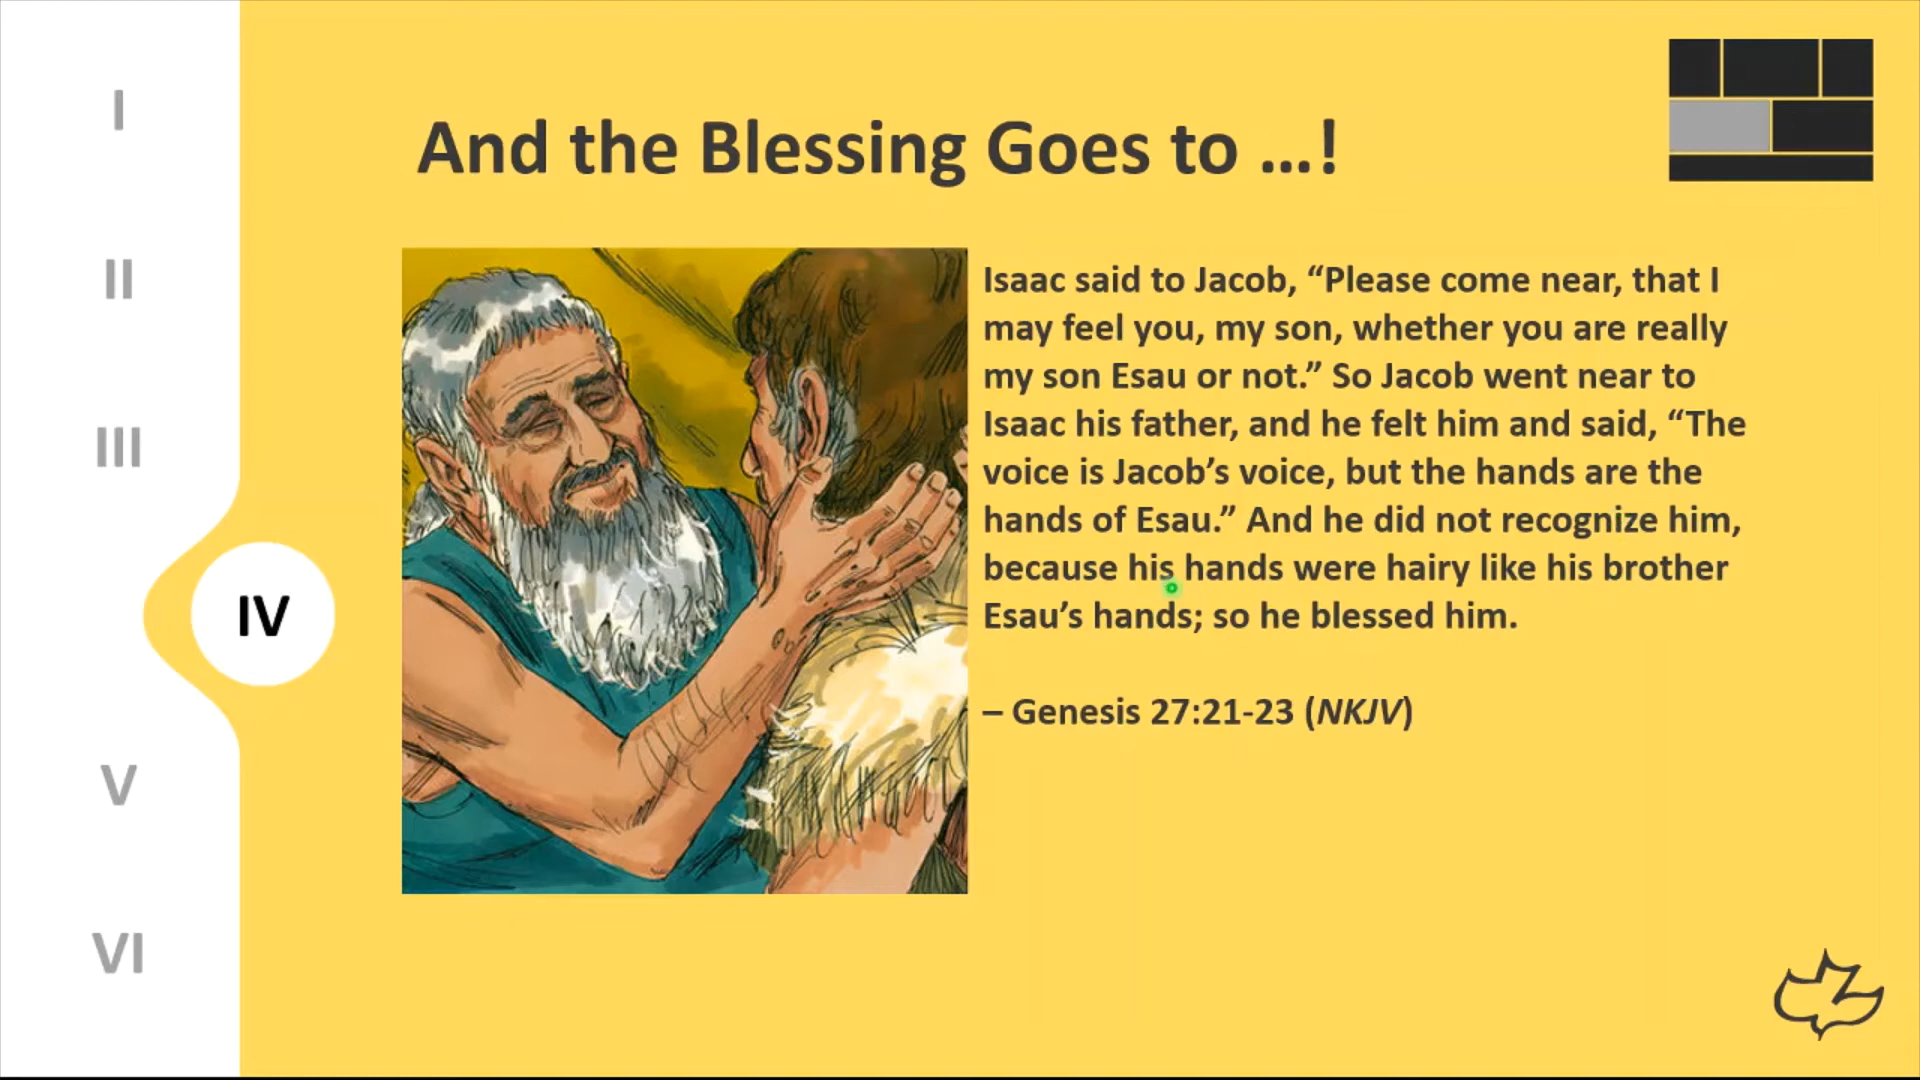 I
II
III
IV
V
VI
And the Blessing Goes to …!
Isaac said to Jacob, “Please come near, that I
may feel you, my son, whether you are really
my son Esau or not.” So Jacob went near to
Isaac his father, and he felt him and said, “The
voice is Jacob’s voice, but the hands are the
hands of Esau.” And he did not recognize him,
because his hands were hairy like his brother
Esau’s hands; so he blessed him.
– Genesis 27:21-23 (NKJV)